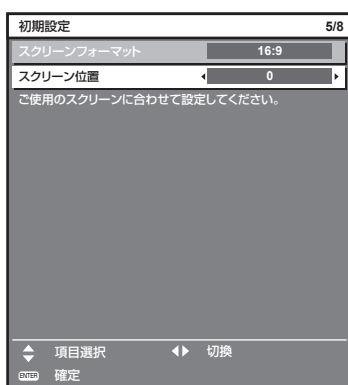 初期設定 5/8
スクリーンフォーマット 16:9
スクリーン位置 0
ご使用のスクリーンに合わせて設定してください。
項目選択 切換
ENTER 確定